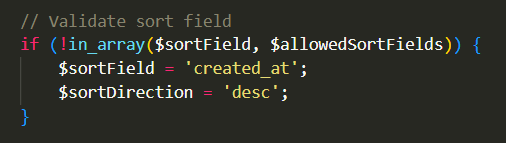 // Validate sort field
if (!in_array($sortField, $allowedSortFields)) {
    $sortField = 'created_at';
    $sortDirection = 'desc';
}